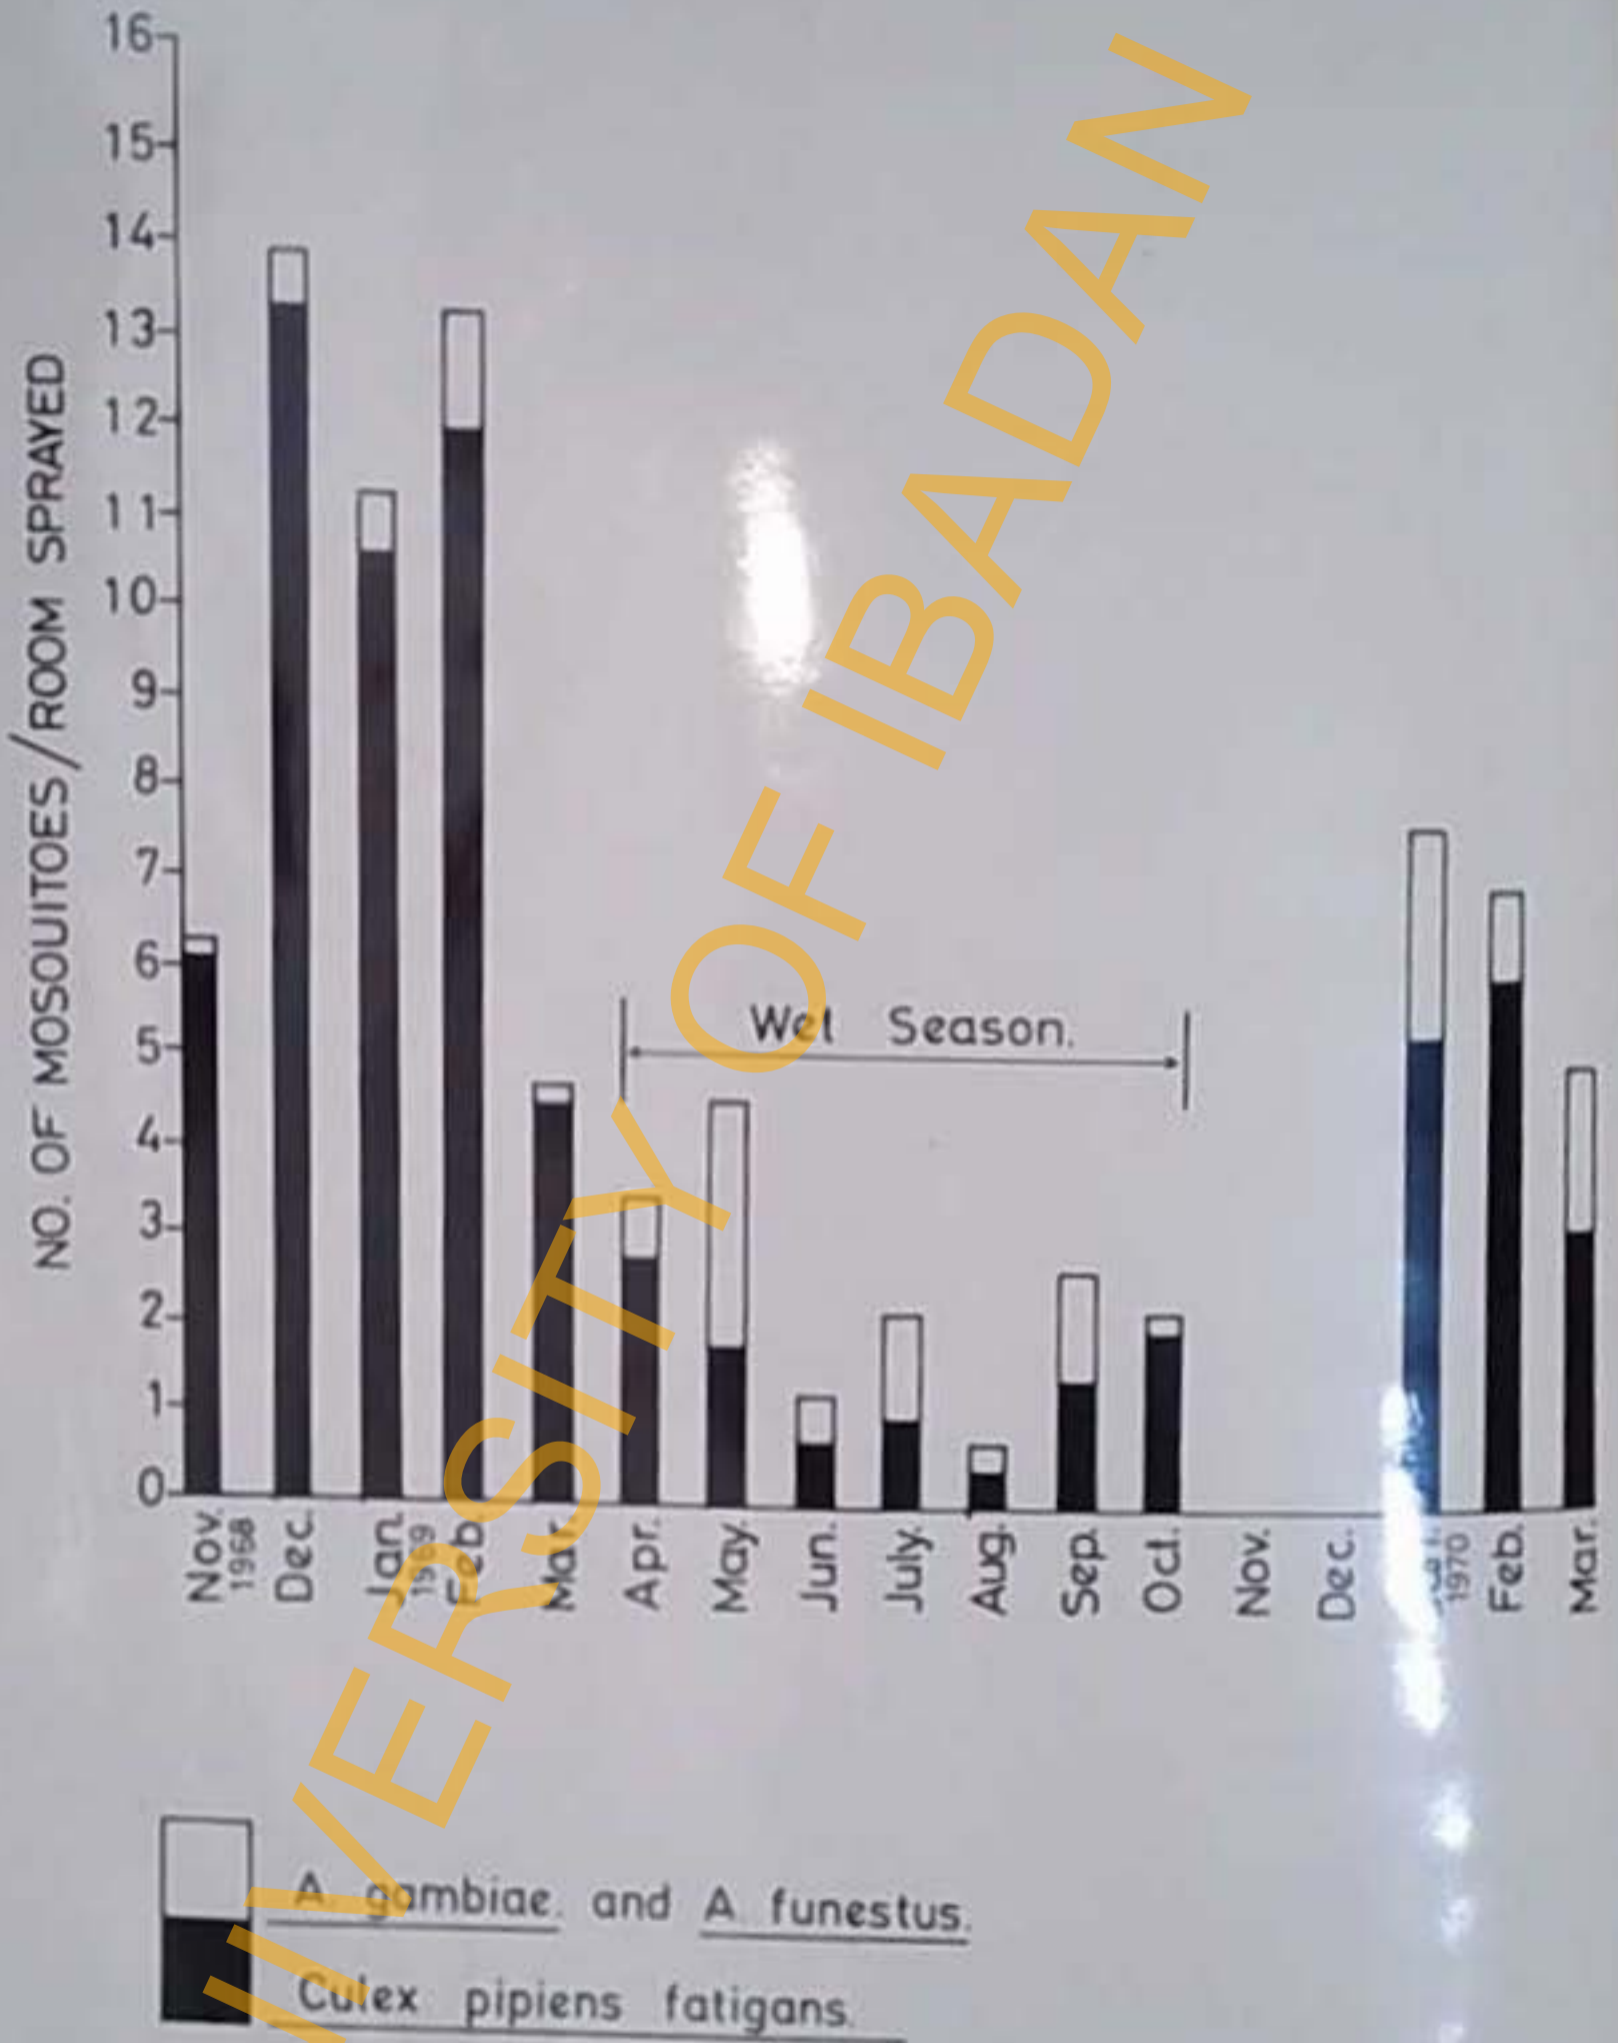 NO. OF MOSQUITOES/ROOM SPRAYED
16
15
14
13
12
11
10
9
8
7
6
5
4
3
2
1
0
Wet Season.
Nov. 1968
Dec.
Jan. 1969
Feb.
Mar.
Apr.
May.
Jun.
July.
Aug.
Sep.
Oct.
Nov.
Dec.
1970
Feb.
Mar.
A. gambiae. and A. funestus.
Culex pipiens fatigans.
IVERSITY OF IBADAN